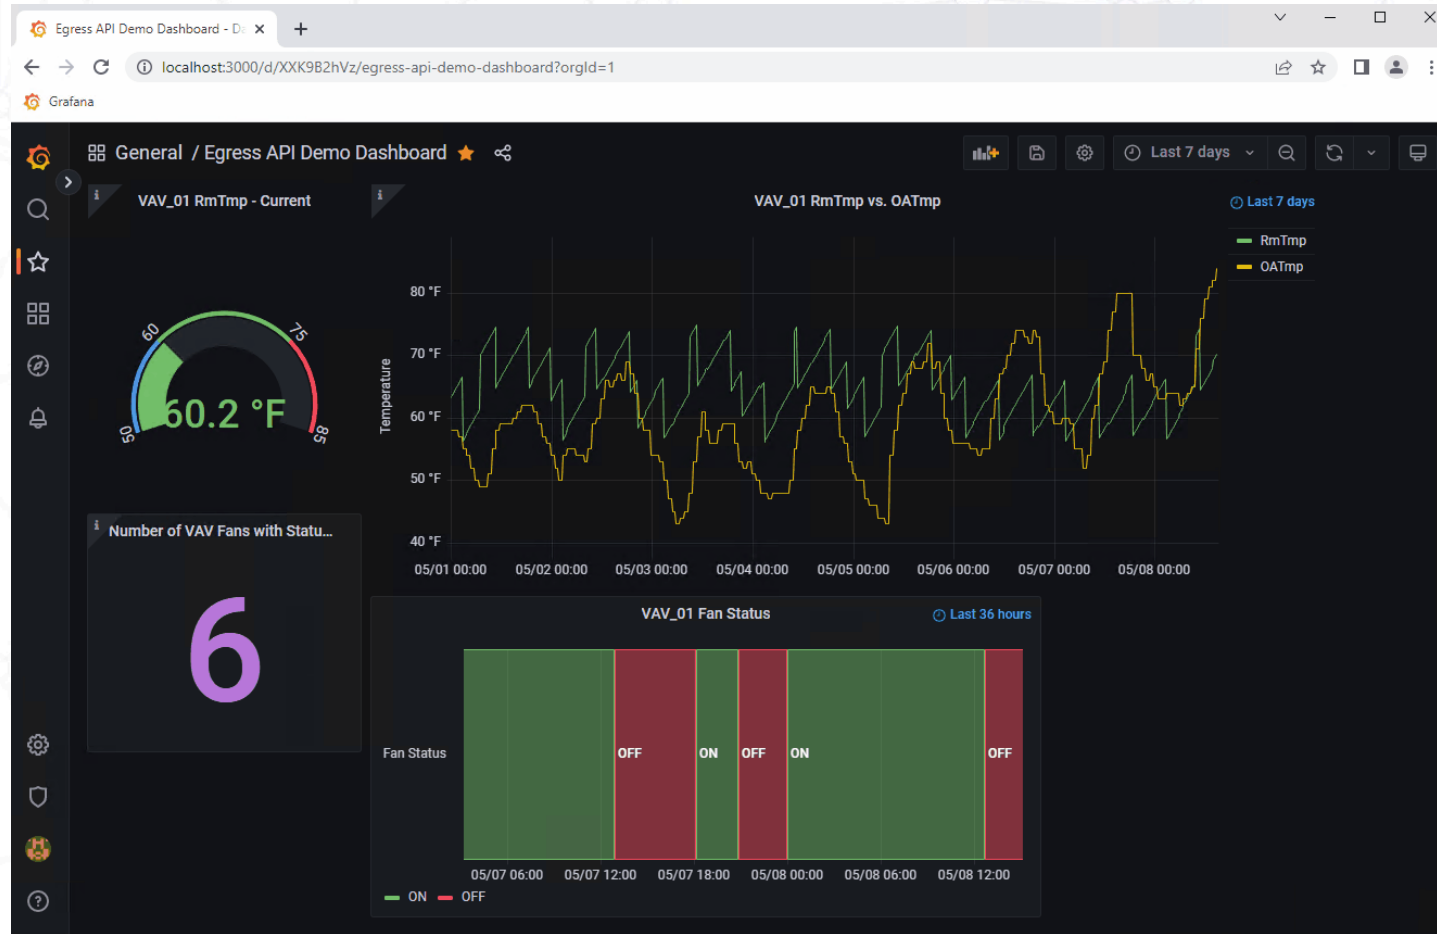 Egress API Demo Dashboard - Da
localhost:3000/d/XXK9B2hVz/egress-api-demo-dashboard?orgId=1
Grafana
General / Egress API Demo Dashboard
Last 7 days
VAV_01 RmTmp - Current
50
60
75
85
60.2 °F
VAV_01 RmTmp vs. OATmp
Last 7 days
RmTmp
OATmp
Temperature
80 °F
70 °F
60 °F
50 °F
40 °F
05/01 00:00 05/02 00:00 05/03 00:00 05/04 00:00 05/05 00:00 05/06 00:00 05/07 00:00 05/08 00:00
Number of VAV Fans with Statu...
6
VAV_01 Fan Status
Last 36 hours
Fan Status
OFF ON OFF ON OFF
05/07 06:00 05/07 12:00 05/07 18:00 05/08 00:00 05/08 06:00 05/08 12:00
ON OFF